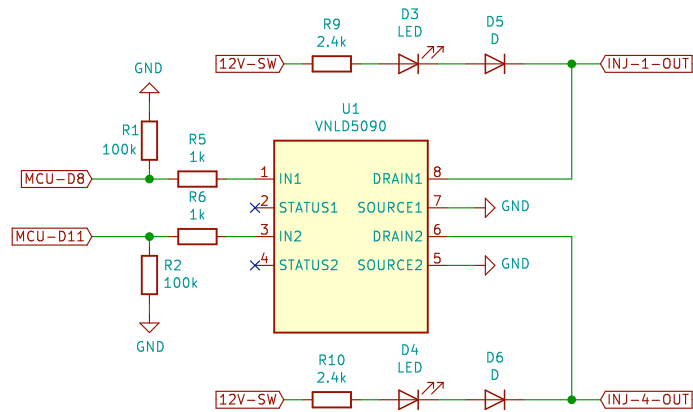 D3
LED
D5
D
R9
2.4k
12V-SW
INJ-1-OUT
GND
U1
VNLD5090
R1
100k
R5
1k
MCU-D8
1
IN1
DRAIN1
8
R6
1k
2
STATUS1
SOURCE1
7
GND
MCU-D11
3
IN2
DRAIN2
6
R2
100k
4
STATUS2
SOURCE2
5
GND
GND
D4
LED
D6
D
R10
2.4k
12V-SW
INJ-4-OUT